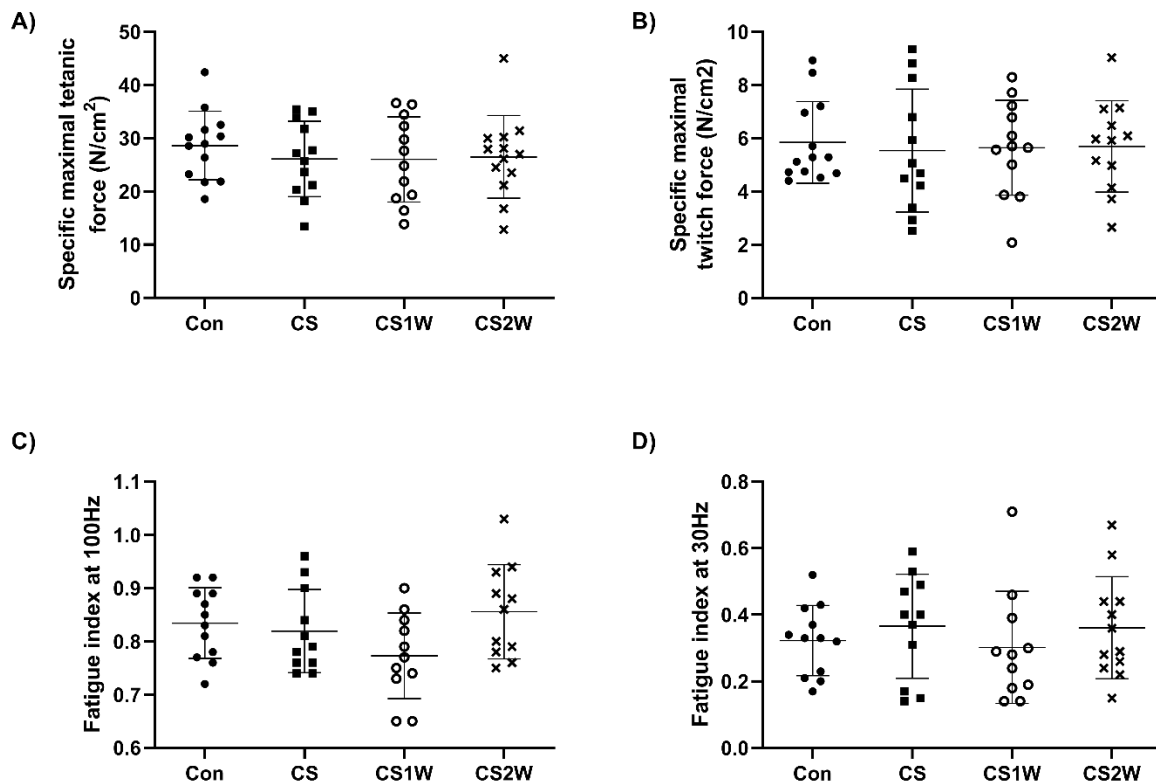 A)
Specific maximal tetanic
force (N/cm²)
50
40
30
20
10
0
Con CS CS1W CS2W
B)
Specific maximal
twitch force (N/cm2)
10
8
6
4
2
0
Con CS CS1W CS2W
C)
Fatigue index at 100Hz
1.1
1.0
0.9
0.8
0.7
0.6
Con CS CS1W CS2W
D)
Fatigue index at 30Hz
0.8
0.6
0.4
0.2
0.0
Con CS CS1W CS2W